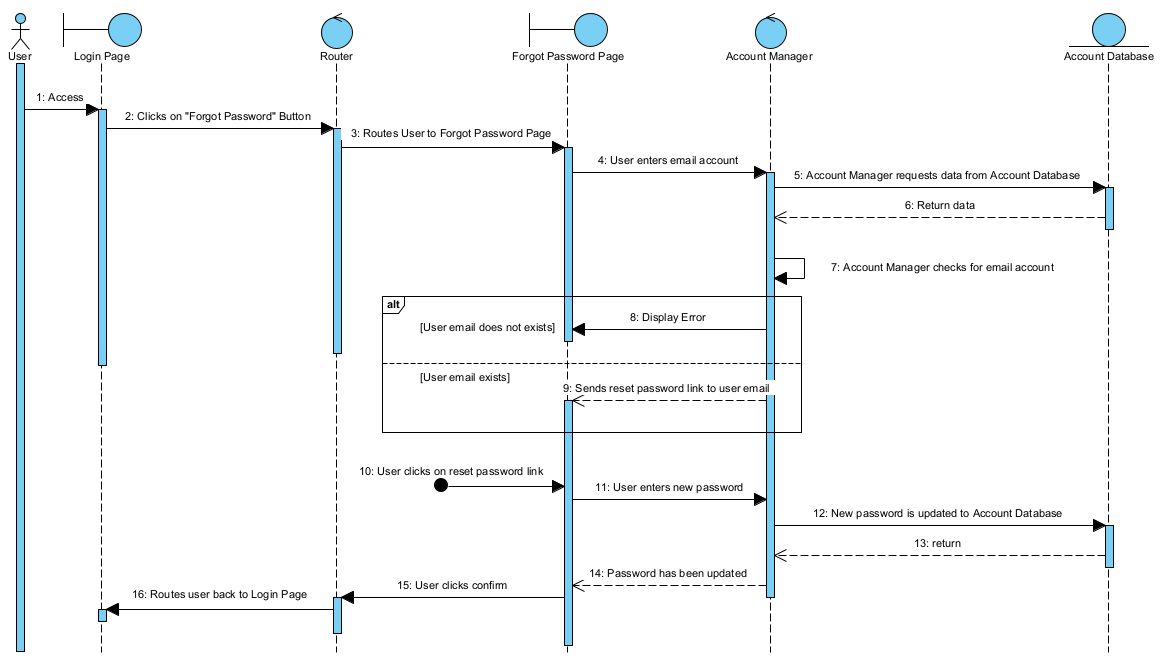 User
Login Page
Router
Forgot Password Page
Account Manager
Account Database
1: Access
2: Clicks on "Forgot Password" Button
3: Routes User to Forgot Password Page
4: User enters email account
5: Account Manager requests data from Account Database
6: Return data
7: Account Manager checks for email account
alt
8: Display Error
[User email does not exists]
[User email exists]
9: Sends reset password link to user email
10: User clicks on reset password link
11: User enters new password
12: New password is updated to Account Database
13: return
14: Password has been updated
15: User clicks confirm
16: Routes user back to Login Page